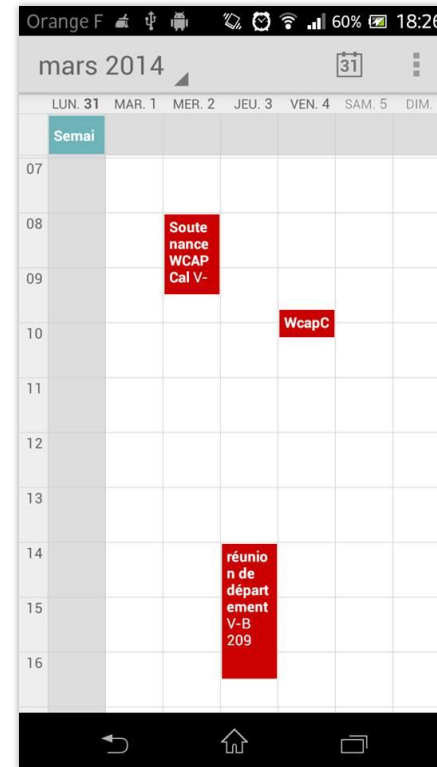 Orange F 60% 18:26
mars 2014 31
LUN. 31 MAR. 1 MER. 2 JEU. 3 VEN. 4 SAM. 5 DIM.
Semai
07
08
Soute
nance
WCAP
Cal V-
09
WcapC
10
11
12
13
14
réunio
n de
départ
ement
V-B
209
15
16